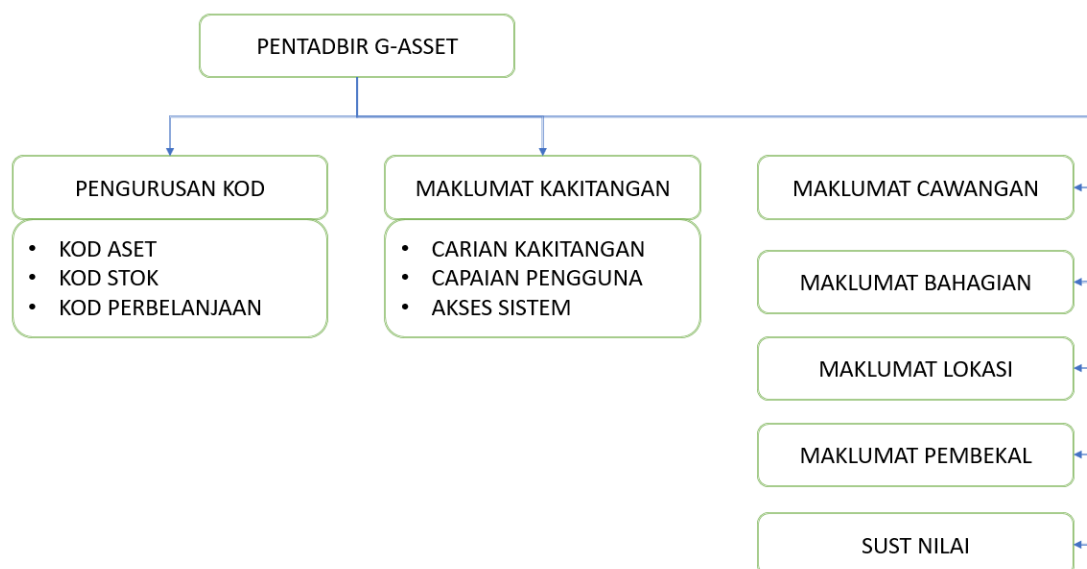 PENTADBIR G-ASSET
PENGURUSAN KOD
• KOD ASET
• KOD STOK
• KOD PERBELANJAAN
MAKLUMAT KAKITANGAN
• CARIAN KAKITANGAN
• CAPAIAN PENGGUNA
• AKSES SISTEM
MAKLUMAT CAWANGAN
MAKLUMAT BAHAGIAN
MAKLUMAT LOKASI
MAKLUMAT PEMBEKAL
SUST NILAI